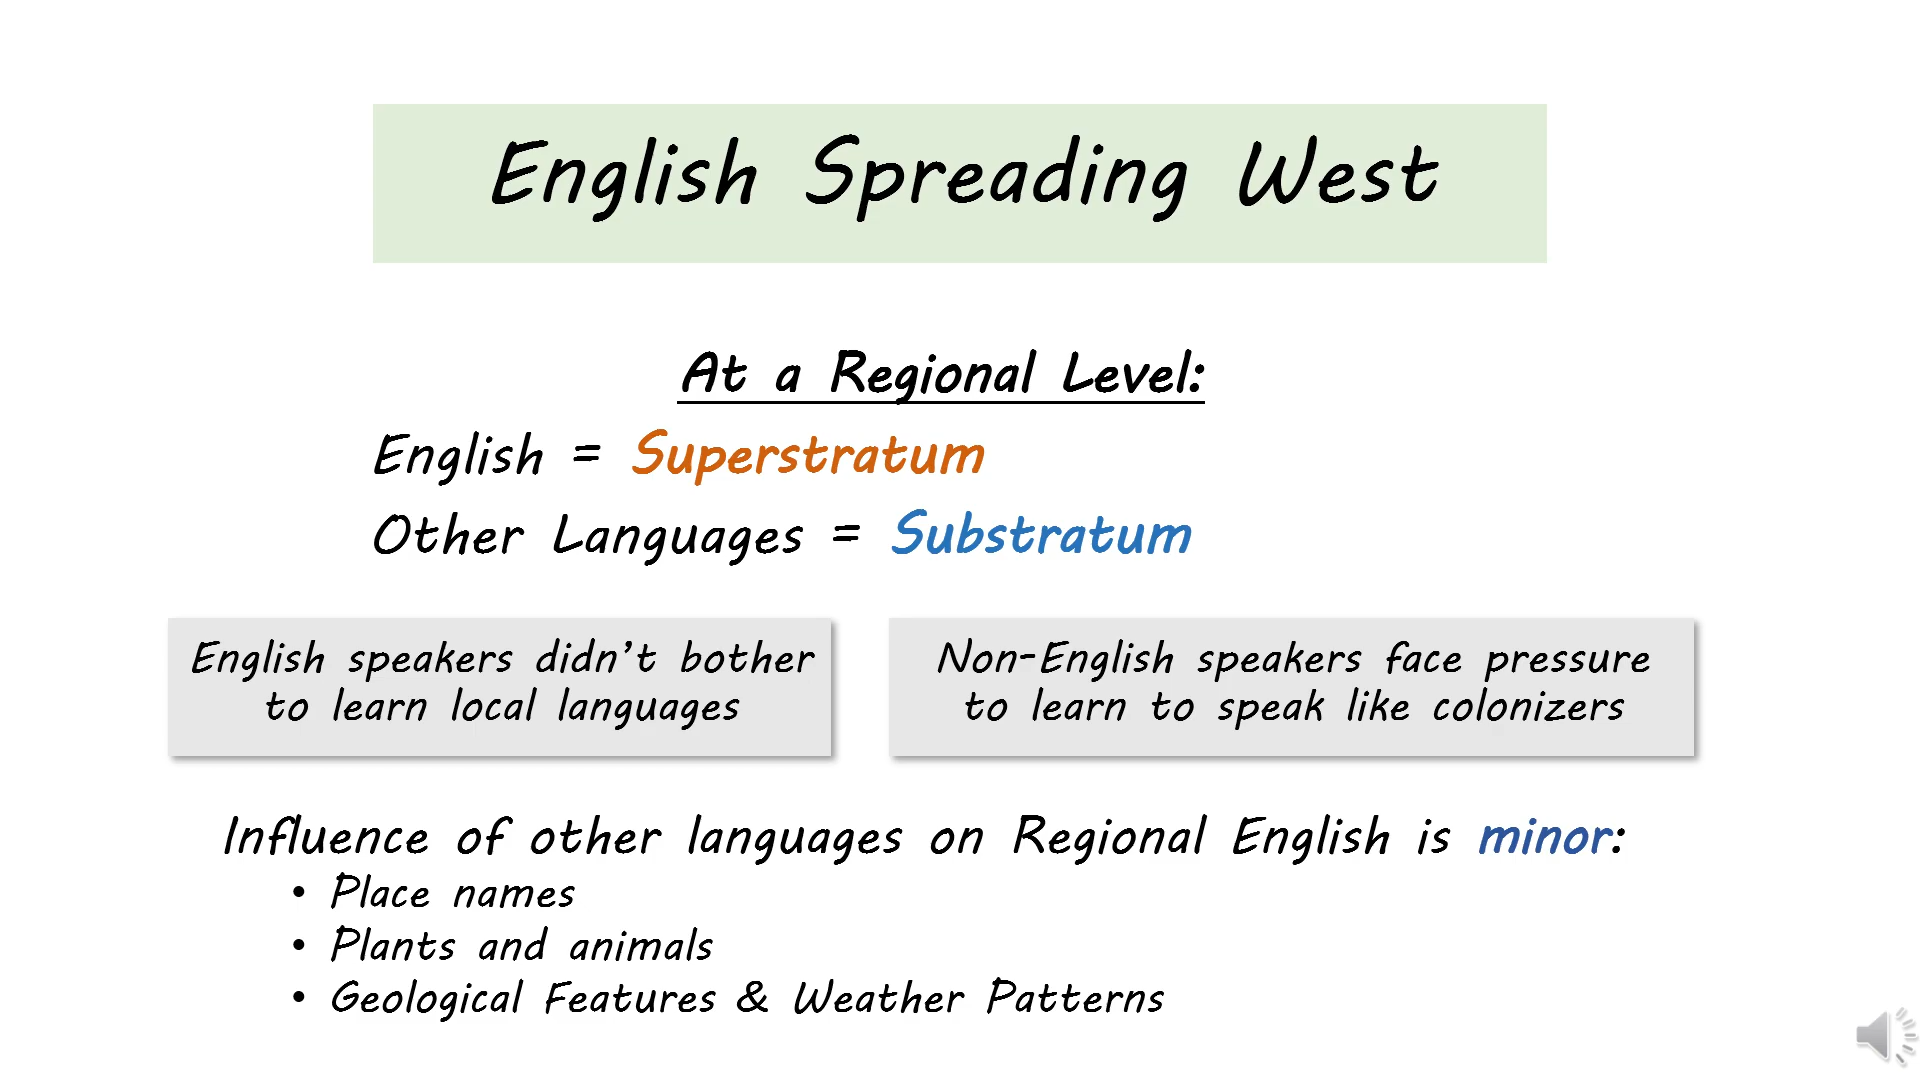 English Spreading West
At a Regional Level:
English = Superstratum
Other Languages = Substratum
English speakers didn’t bother
to learn local languages
Non-English speakers face pressure
to learn to speak like colonizers
Influence of other languages on Regional English is minor:
• Place names
• Plants and animals
• Geological Features & Weather Patterns